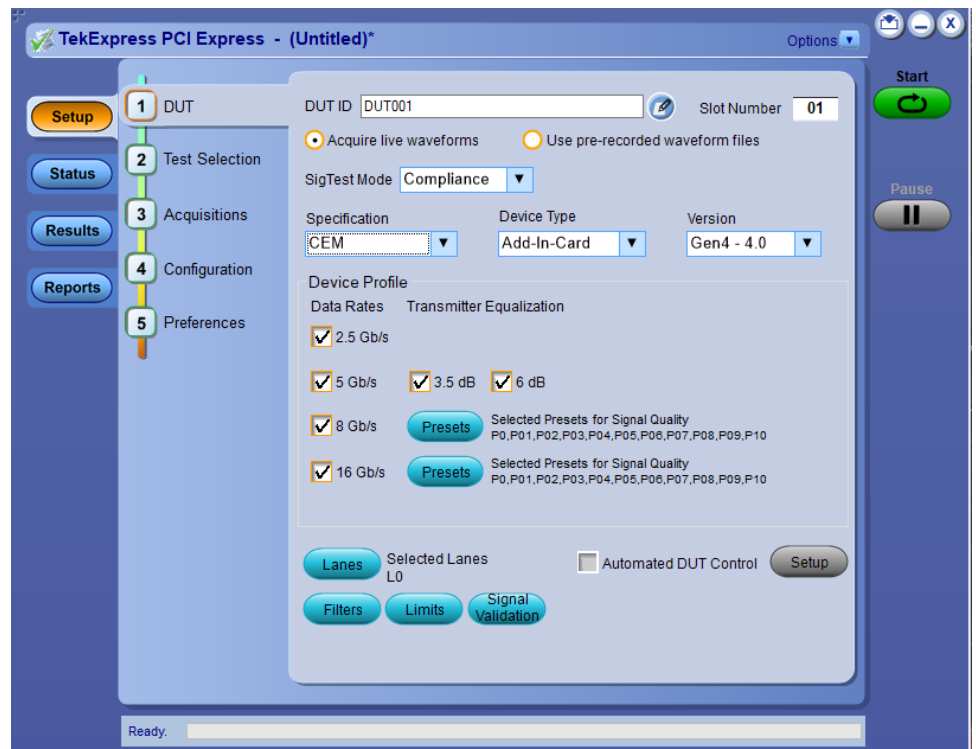 TekExpress PCI Express - (Untitled)*
Options
Start
Pause
Setup
Status
Results
Reports
1 DUT
2 Test Selection
3 Acquisitions
4 Configuration
5 Preferences
DUT ID DUT001
Slot Number 01
Acquire live waveforms
Use pre-recorded waveform files
SigTest Mode Compliance
Specification Device Type Version
CEM Add-In-Card Gen4 - 4.0
Device Profile
Data Rates Transmitter Equalization
2.5 Gb/s
5 Gb/s 3.5 dB 6 dB
8 Gb/s Presets Selected Presets for Signal Quality
P0,P01,P02,P03,P04,P05,P06,P07,P08,P09,P10
16 Gb/s Presets Selected Presets for Signal Quality
P0,P01,P02,P03,P04,P05,P06,P07,P08,P09,P10
Lanes Selected Lanes
L0
Automated DUT Control Setup
Filters Limits Signal
Validation
Ready.